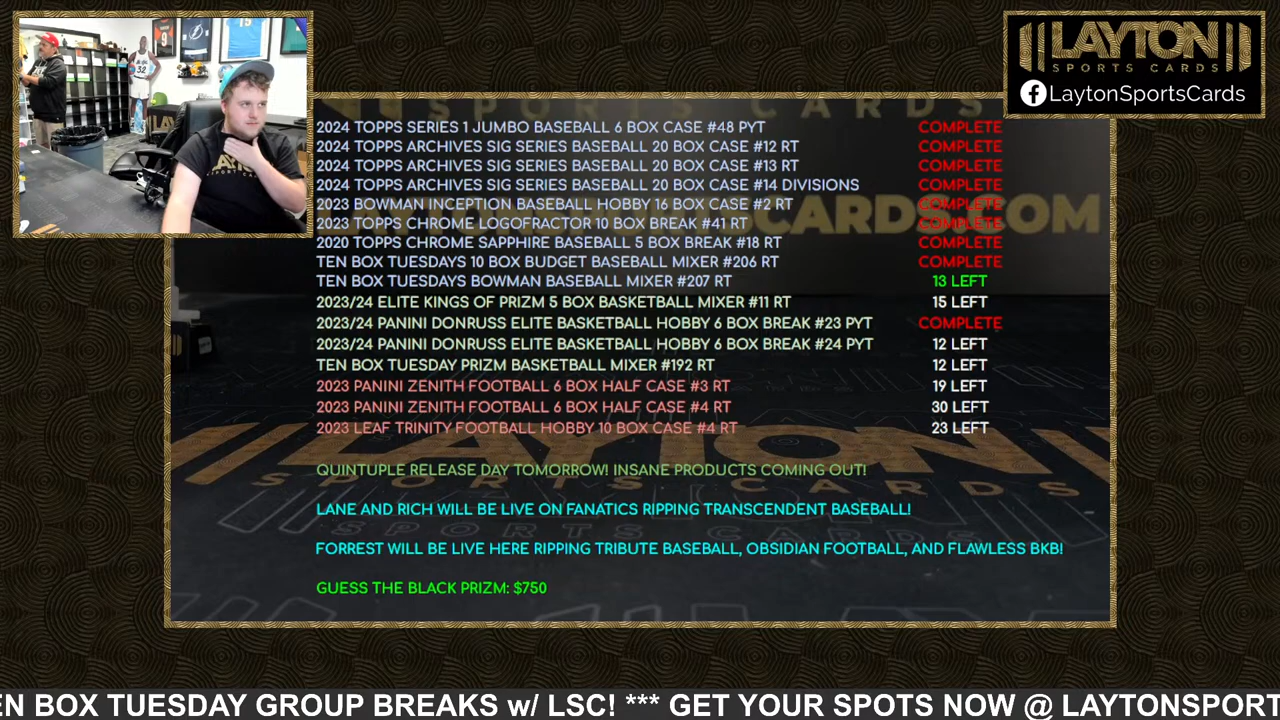 LAYTON
SPORTS CARDS
LaytonSportsCards
SPORTS CARDS
2024 TOPPS SERIES 1 JUMBO BASEBALL 6 BOX CASE #48 PYT COMPLETE
2024 TOPPS ARCHIVES SIG SERIES BASEBALL 20 BOX CASE #12 RT COMPLETE
2024 TOPPS ARCHIVES SIG SERIES BASEBALL 20 BOX CASE #13 RT COMPLETE
2024 TOPPS ARCHIVES SIG SERIES BASEBALL 20 BOX CASE #14 DIVISIONS COMPLETE
2023 BOWMAN INCEPTION BASEBALL HOBBY 16 BOX CASE #2 RT COMPLETE
CARDS.COM
2023 TOPPS CHROME LOGOFRACTOR 10 BOX BREAK #41 RT COMPLETE
2020 TOPPS CHROME SAPPHIRE BASEBALL 5 BOX BREAK #18 RT COMPLETE
TEN BOX TUESDAYS 10 BOX BUDGET BASEBALL MIXER #206 RT COMPLETE
TEN BOX TUESDAYS BOWMAN BASEBALL MIXER #207 RT 13 LEFT
2023/24 ELITE KINGS OF PRIZM 5 BOX BASKETBALL MIXER #11 RT 15 LEFT
2023/24 PANINI DONRUSS ELITE BASKETBALL HOBBY 6 BOX BREAK #23 PYT COMPLETE
2023/24 PANINI DONRUSS ELITE BASKETBALL HOBBY 6 BOX BREAK #24 PYT 12 LEFT
TEN BOX TUESDAY PRIZM BASKETBALL MIXER #192 RT 12 LEFT
2023 PANINI ZENITH FOOTBALL 6 BOX HALF CASE #3 RT 19 LEFT
2023 PANINI ZENITH FOOTBALL 6 BOX HALF CASE #4 RT 30 LEFT
2023 LEAF TRINITY FOOTBALL HOBBY 10 BOX CASE #4 RT 23 LEFT
LAYTON
QUINTUPLE RELEASE DAY TOMORROW! INSANE PRODUCTS COMING OUT!
SPORTS CARDS
LANE AND RICH WILL BE LIVE ON FANATICS RIPPING TRANSCENDENT BASEBALL!
FORREST WILL BE LIVE HERE RIPPING TRIBUTE BASEBALL, OBSIDIAN FOOTBALL, AND FLAWLESS BKB!
GUESS THE BLACK PRIZM: $750
EN BOX TUESDAY GROUP BREAKS w/ LSC! *** GET YOUR SPOTS NOW @ LAYTONSPORT